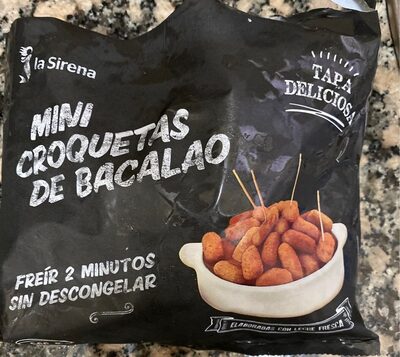 la Sirena
TAPA
DELICIOSA
MINI
CROQUETAS
DE BACALAO
FREÍR 2 MINUTOS
SIN DESCONGELAR
ELABORADAS CON LECHE FRESCA